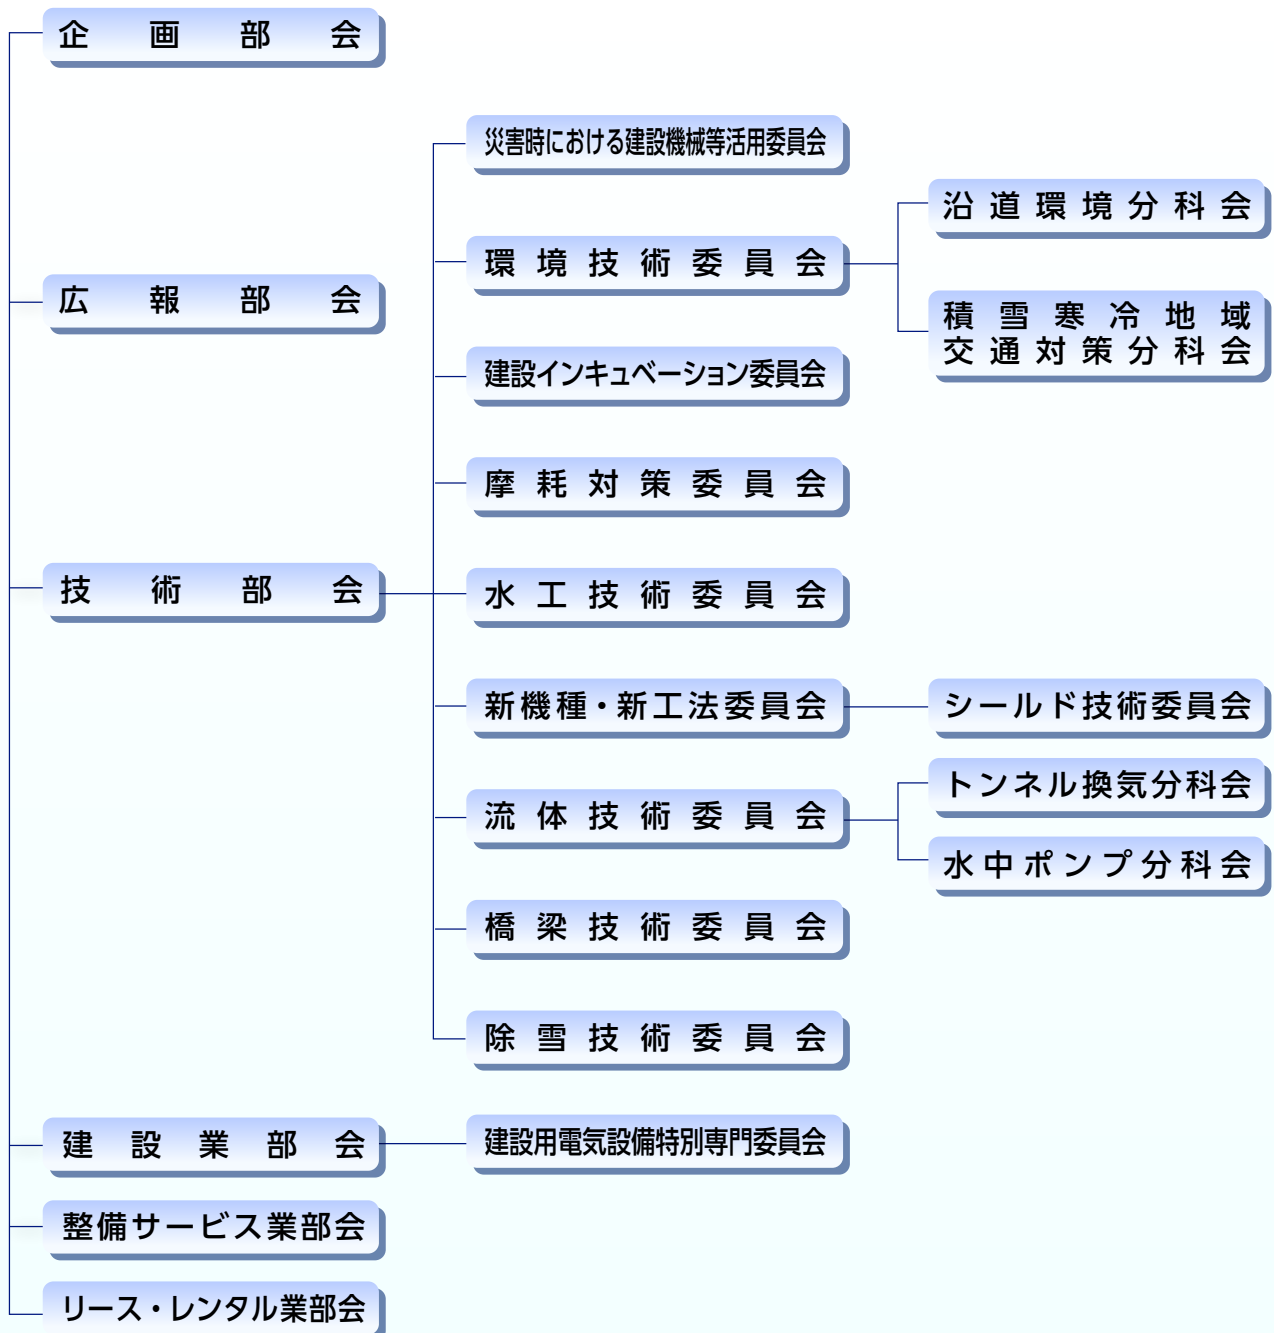 企画部会
広報部会
技術部会
災害時における建設機械等活用委員会
環境技術委員会
沿道環境分科会
積雪寒冷地域
交通対策分科会
建設インキュベーション委員会
摩耗対策委員会
水工技術委員会
新機種・新工法委員会
シールド技術委員会
流体技術委員会
トンネル換気分科会
水中ポンプ分科会
橋梁技術委員会
除雪技術委員会
建設業部会
建設用電気設備特別専門委員会
整備サービス業部会
リース・レンタル業部会